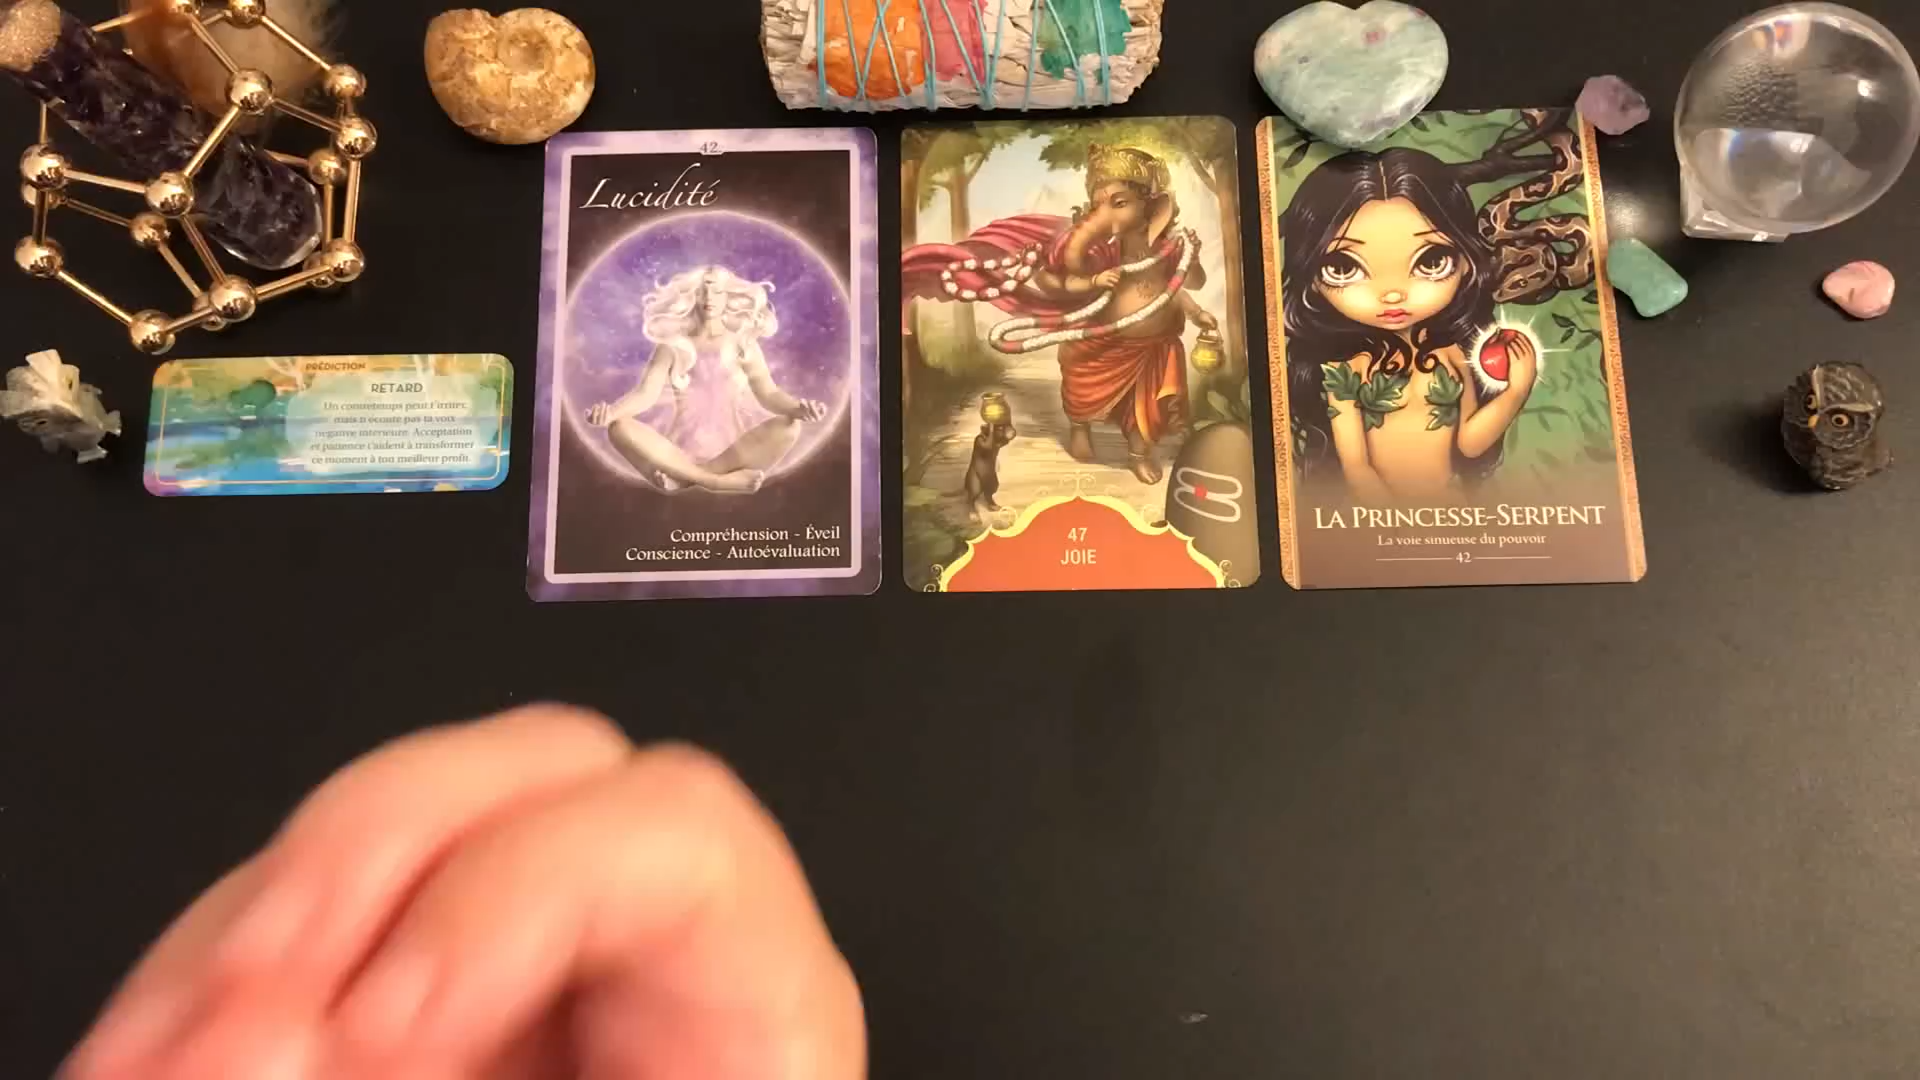 PRÉDICTION
RETARD
Un contretemps peut t'irriter,
mais n'écoute pas ta voix
négative intérieure. Acceptation
et patience t'aident à transformer
ce moment à ton meilleur profit.
42.
Lucidité
Compréhension - Éveil
Conscience - Autoévaluation
47
JOIE
LA PRINCESSE-SERPENT
La voie sinueuse du pouvoir
42